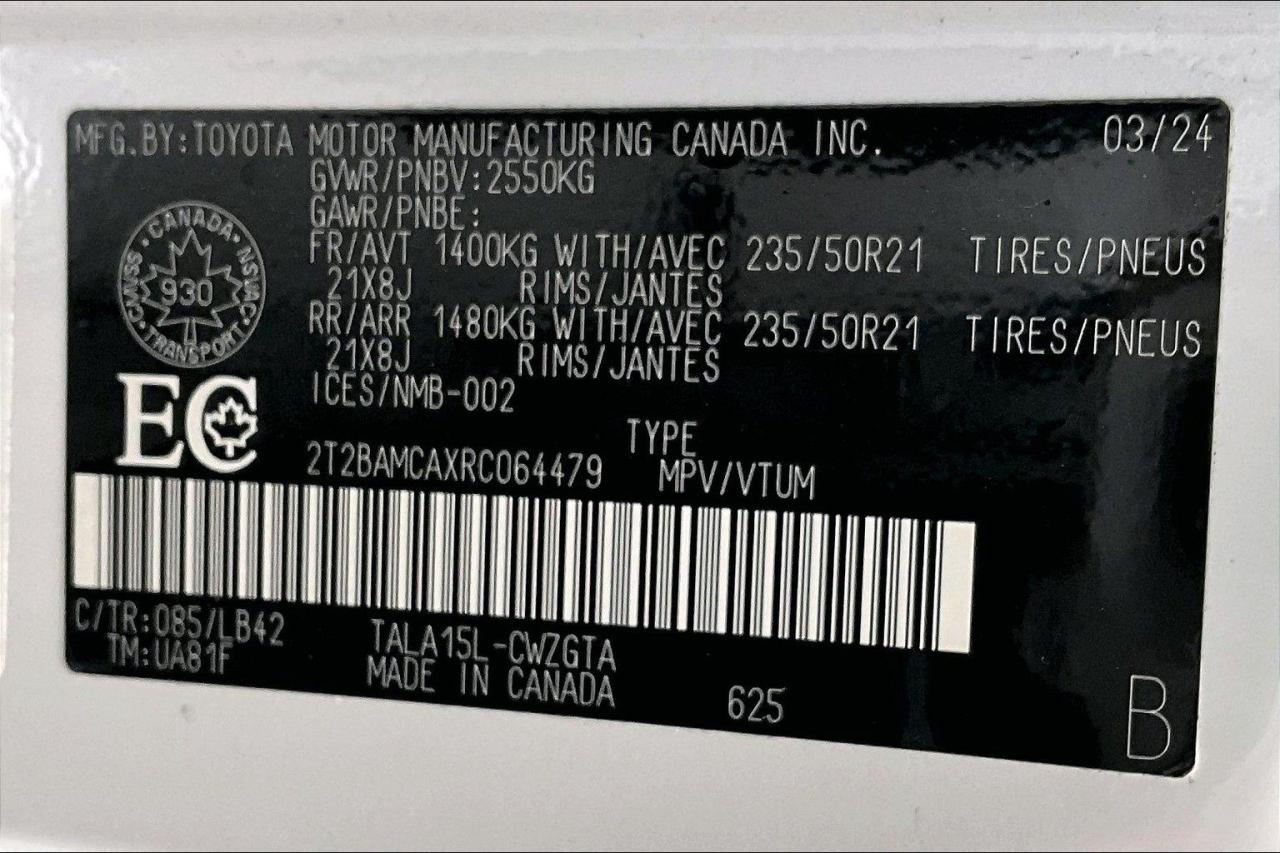 MFG.BY:TOYOTA MOTOR MANUFACTURING CANADA INC. 03/24
GVWR/PNBV:2550KG
GAWR/PNBE:
FR/AVT 1400KG WITH/AVEC 235/50R21 TIRES/PNEUS
21X8J RIMS/JANTES
RR/ARR 1480KG WITH/AVEC 235/50R21 TIRES/PNEUS
21X8J RIMS/JANTES
ICES/NMB-002
CANADA
CMVSS 930 NSVAC
TRANSPORT
EC
TYPE
2T2BAMCAXRC064479 MPV/VTUM
C/TR:085/LB42 TALA15L-CWZGTA
TM:UA81F MADE IN CANADA 625
B